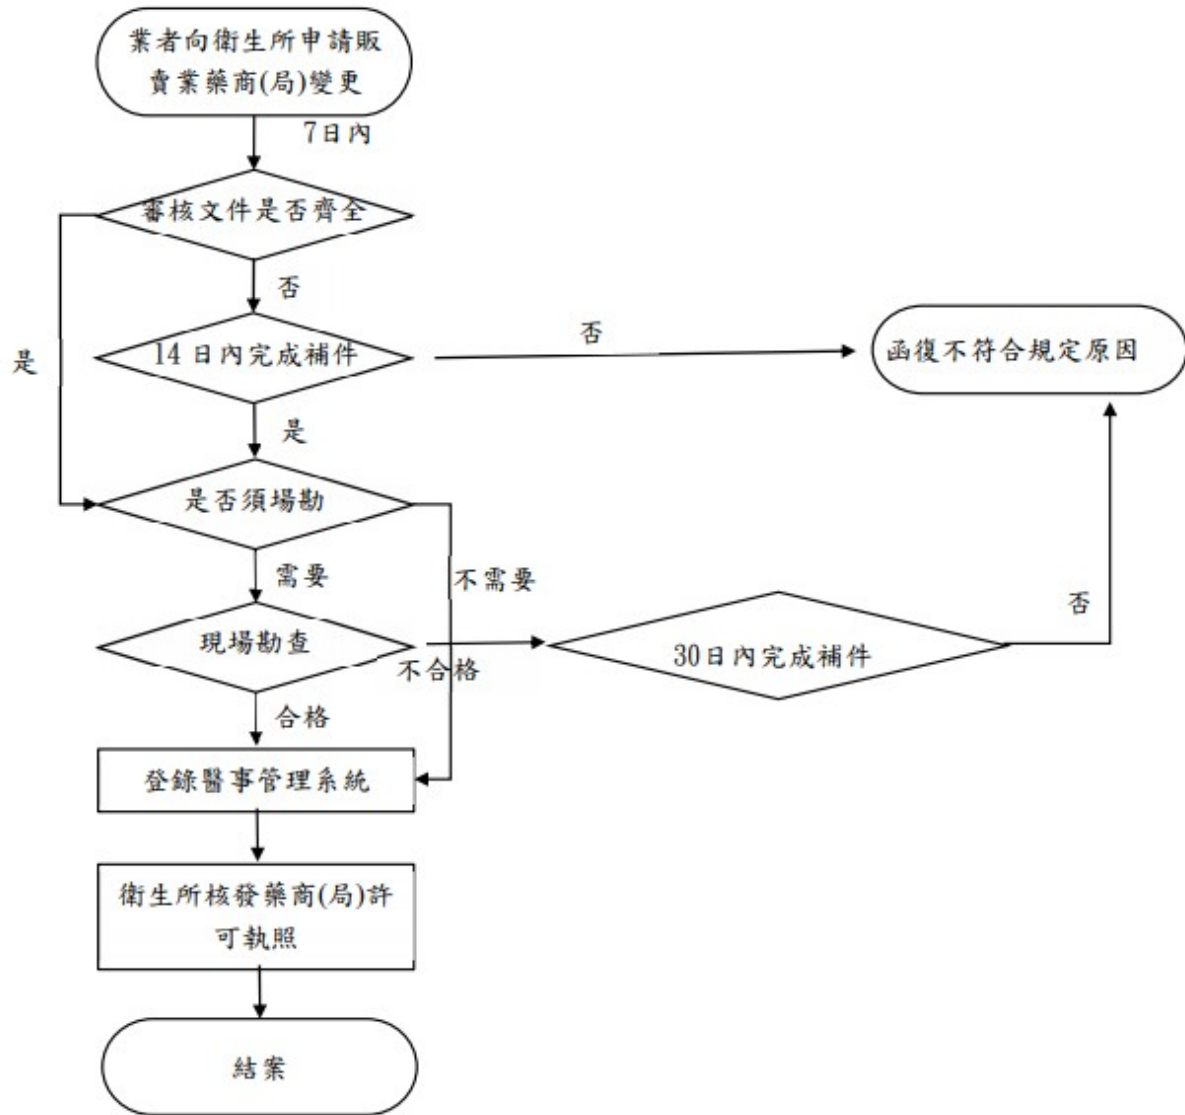 業者向衛生所申請販
賣業藥商(局)變更
7日內
審核文件是否齊全
否
是
14日內完成補件
否
函復不符合規定原因
是
是否須場勘
需要
不需要
否
現場勘查
不合格
30日內完成補件
合格
登錄醫事管理系統
衛生所核發藥商(局)許
可執照
結案